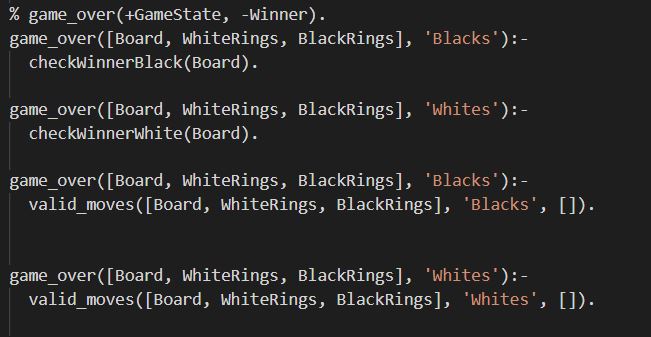 % game_over(+GameState, -Winner).
game_over([Board, WhiteRings, BlackRings], 'Blacks'):-
  checkWinnerBlack(Board).
game_over([Board, WhiteRings, BlackRings], 'Whites'):-
  checkWinnerWhite(Board).
game_over([Board, WhiteRings, BlackRings], 'Blacks'):-
  valid_moves([Board, WhiteRings, BlackRings], 'Blacks', []).
game_over([Board, WhiteRings, BlackRings], 'Whites'):-
  valid_moves([Board, WhiteRings, BlackRings], 'Whites', []).